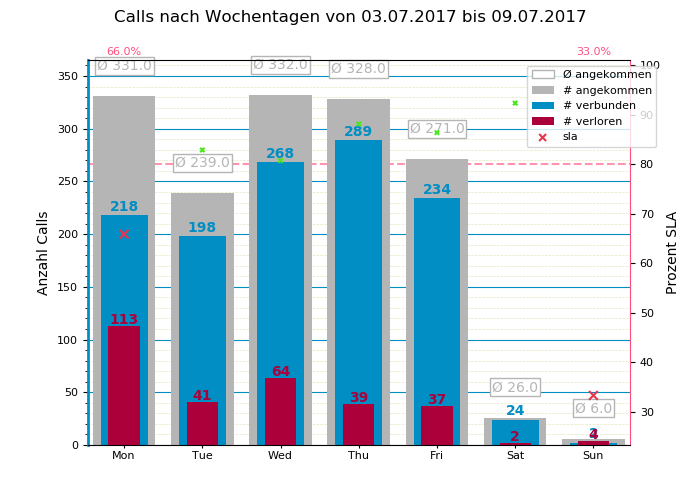 Calls nach Wochentagen von 03.07.2017 bis 09.07.2017
66.0%
33.0%
Ø 331.0
Ø 239.0
Ø 332.0
Ø 328.0
Ø 271.0
Ø 26.0
Ø 6.0
Ø angekommen
# angekommen
# verbunden
# verloren
sla
218
198
268
289
234
24
2
113
41
64
39
37
2
4
350
300
250
200
150
100
50
0
100
90
80
70
60
50
40
30
Anzahl Calls
Prozent SLA
Mon
Tue
Wed
Thu
Fri
Sat
Sun